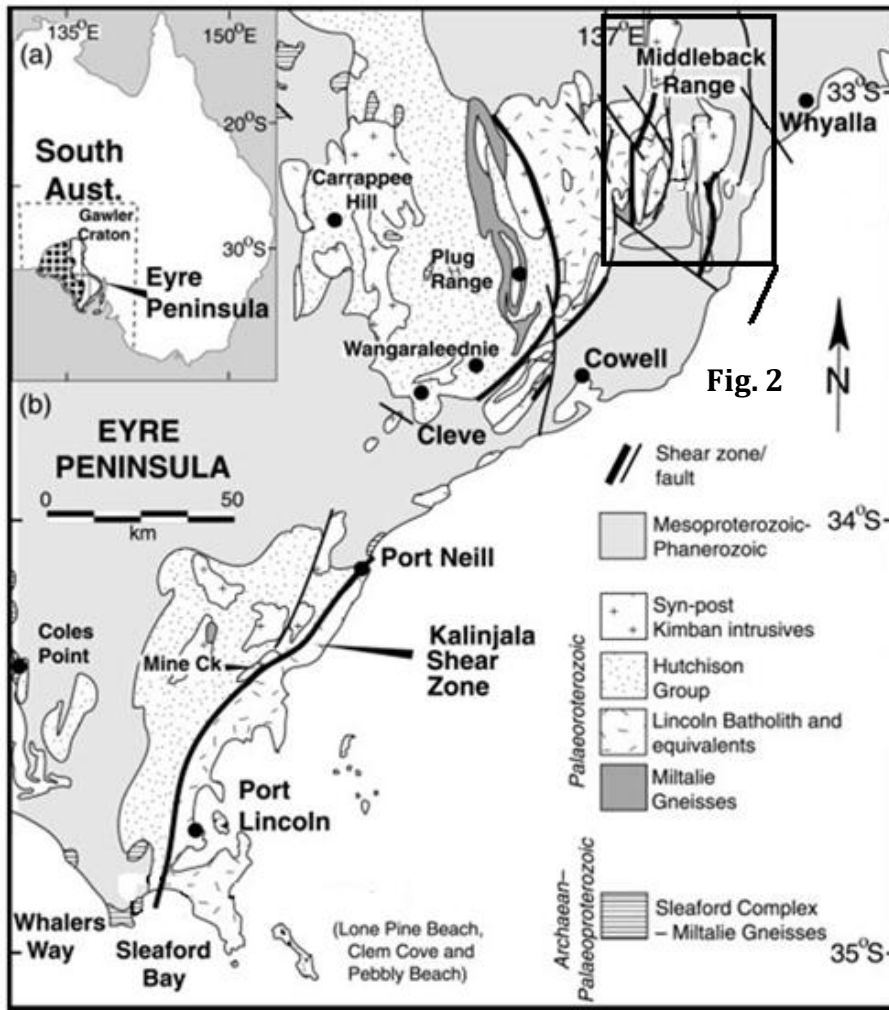 (a)
135°E
150°E
20°S
30°S
South
Aust.
Gawler
Craton
Eyre
Peninsula
137°E
Middleback
Range
33°S
Whyalla
Carrappee
Hill
Plug
Range
Wangaraleednie
Cleve
Cowell
Fig. 2
N
(b)
EYRE
PENINSULA
0
50
km
Port Neill
Coles
Point
Mine Ck
Kalinjala
Shear
Zone
Port
Lincoln
Whalers
Way
Sleaford
Bay
(Lone Pine Beach,
Clem Cove and
Pebbly Beach)
Shear zone/
fault
Mesoproterozoic-
Phanerozoic
34°S
Palaeoroterozoic
Syn-post
Kimban intrusives
Hutchison
Group
Lincoln Batholith and
equivalents
Miltalie
Gneisses
Archaean–
Palaeoproterozoic
Sleaford Complex
– Miltalie Gneisses
35°S